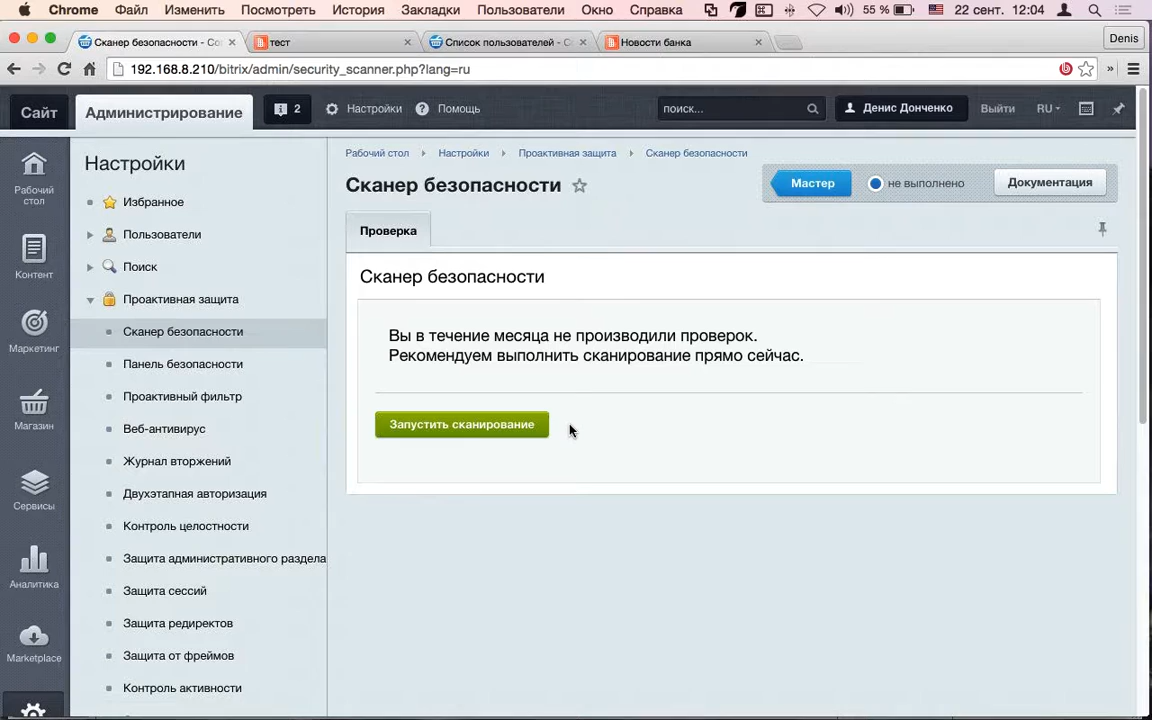 Chrome Файл Изменить Посмотреть История Закладки Пользователи Окно Справка 55 % 22 сент. 12:04
Сканер безопасности - Co
тест
Список пользователей - С
Новости банка
Denis
192.168.8.210/bitrix/admin/security_scanner.php?lang=ru
Сайт
Администрирование
2
Настройки
Помощь
поиск...
Денис Донченко
Выйти
RU
Рабочий стол
Контент
Маркетинг
Магазин
Сервисы
Аналитика
Marketplace
Настройки
Избранное
Пользователи
Поиск
Проактивная защита
Сканер безопасности
Панель безопасности
Проактивный фильтр
Веб-антивирус
Журнал вторжений
Двухэтапная авторизация
Контроль целостности
Защита административного раздела
Защита сессий
Защита редиректов
Защита от фреймов
Контроль активности
Рабочий стол Настройки Проактивная защита Сканер безопасности
Сканер безопасности
Мастер
не выполнено
Документация
Проверка
Сканер безопасности
Вы в течение месяца не производили проверок.
Рекомендуем выполнить сканирование прямо сейчас.
Запустить сканирование